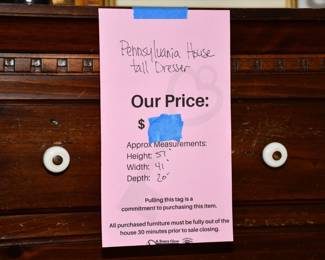 Pennsylvania House
tall Dresser
Our Price:
$
Approx Measurements:
Height: 57"
Width: 41"
Depth: 20"
Pulling this tag is a
commitment to purchasing this item.
All purchased furniture must be fully out of the
house 30 minutes prior to sale closing.